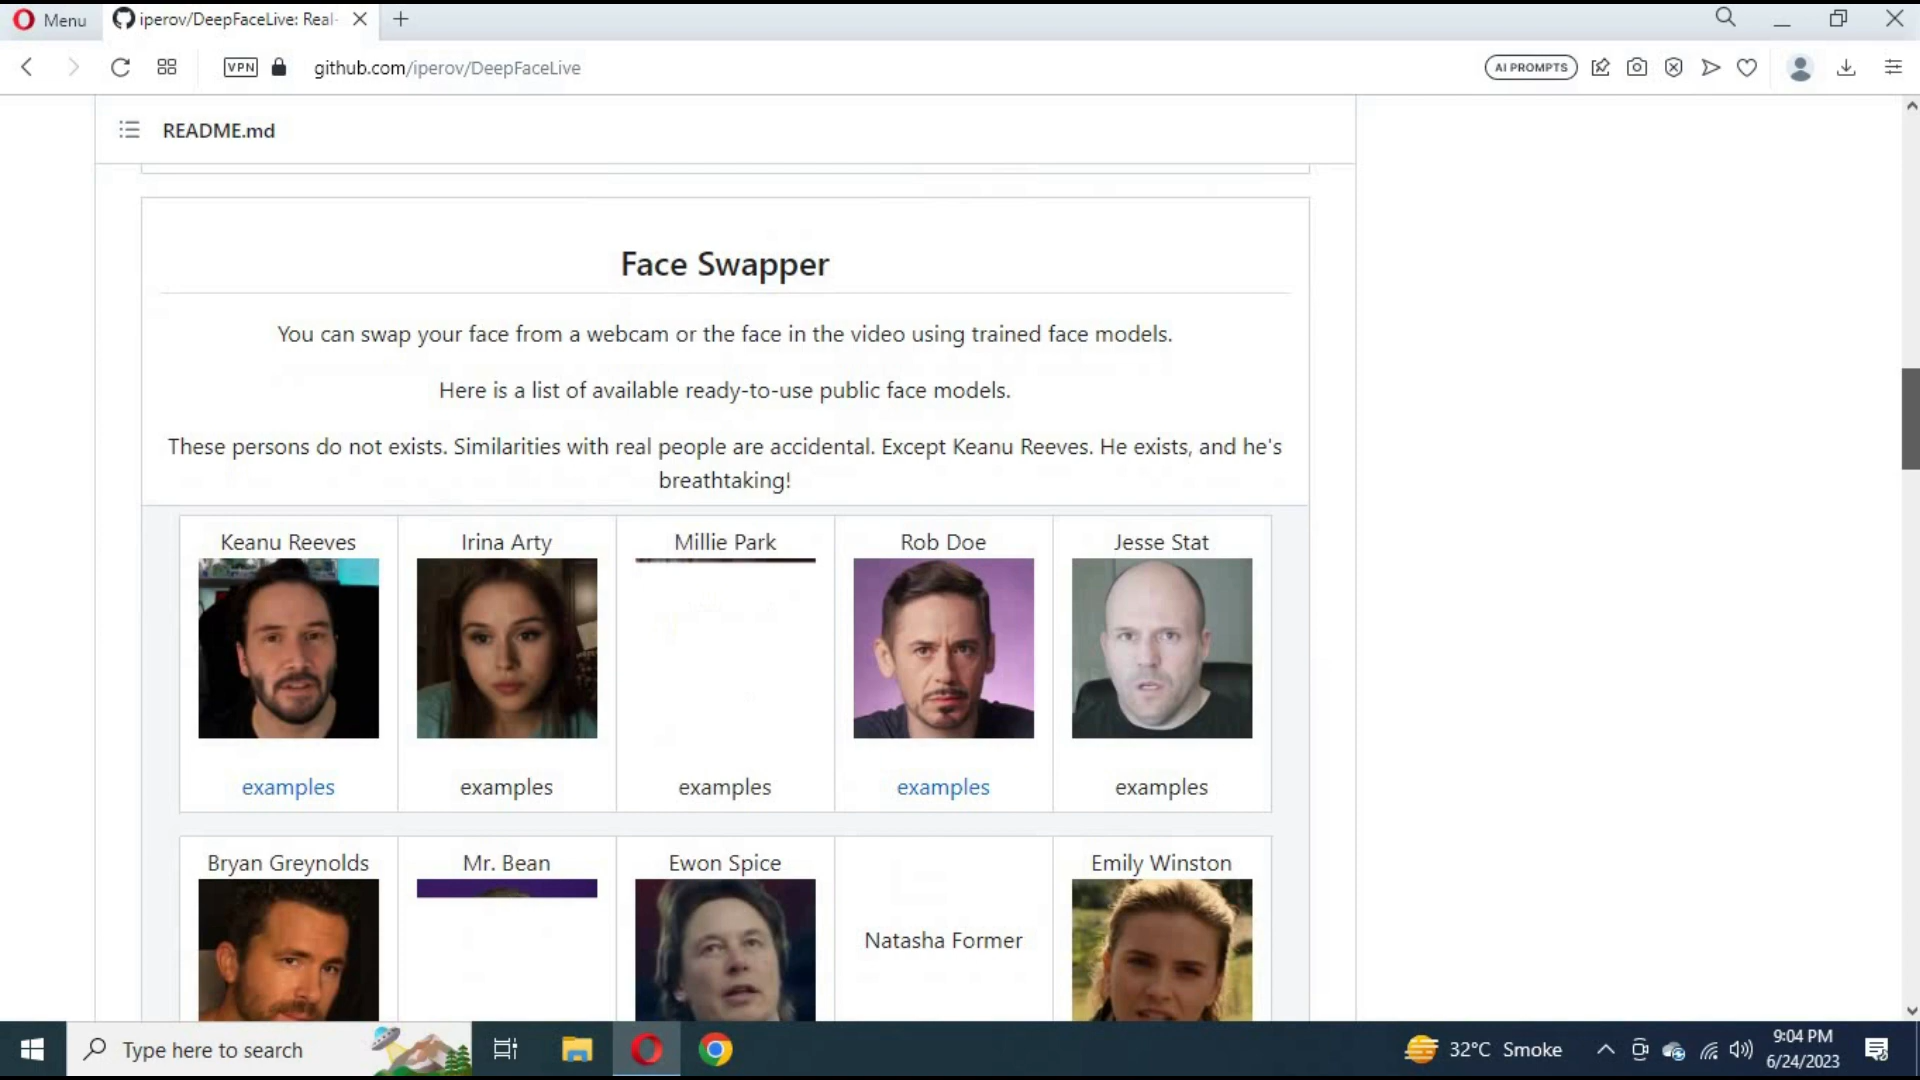 Menu
iperov/DeepFaceLive: Real-
VPN
github.com/iperov/DeepFaceLive
AI PROMPTS
README.md
Face Swapper
You can swap your face from a webcam or the face in the video using trained face models.
Here is a list of available ready-to-use public face models.
These persons do not exists. Similarities with real people are accidental. Except Keanu Reeves. He exists, and he's
breathtaking!
Keanu Reeves Irina Arty Millie Park Rob Doe Jesse Stat
examples examples examples examples examples
Bryan Greynolds Mr. Bean Ewon Spice Emily Winston
Natasha Former
Type here to search
32°C Smoke
9:04 PM
6/24/2023